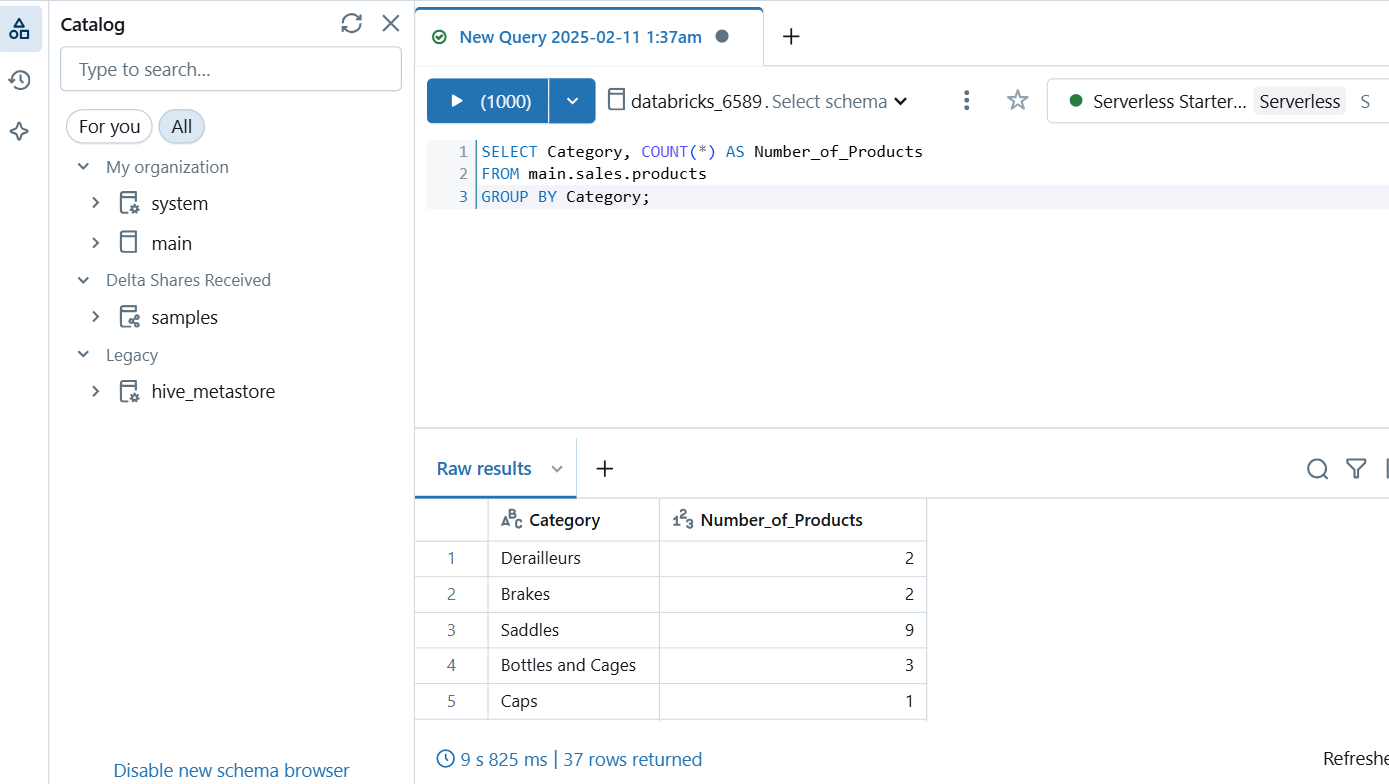 Catalog
Type to search...
For you
All
My organization
system
main
Delta Shares Received
samples
Legacy
hive_metastore
Disable new schema browser
New Query 2025-02-11 1:37am
(1000)
databricks_6589.Select schema
Serverless Starter... Serverless S
1 SELECT Category, COUNT(*) AS Number_of_Products
2 FROM main.sales.products
3 GROUP BY Category;
Raw results
ABC Category 123 Number_of_Products
1 Derailleurs 2
2 Brakes 2
3 Saddles 9
4 Bottles and Cages 3
5 Caps 1
9 s 825 ms | 37 rows returned
Refreshe